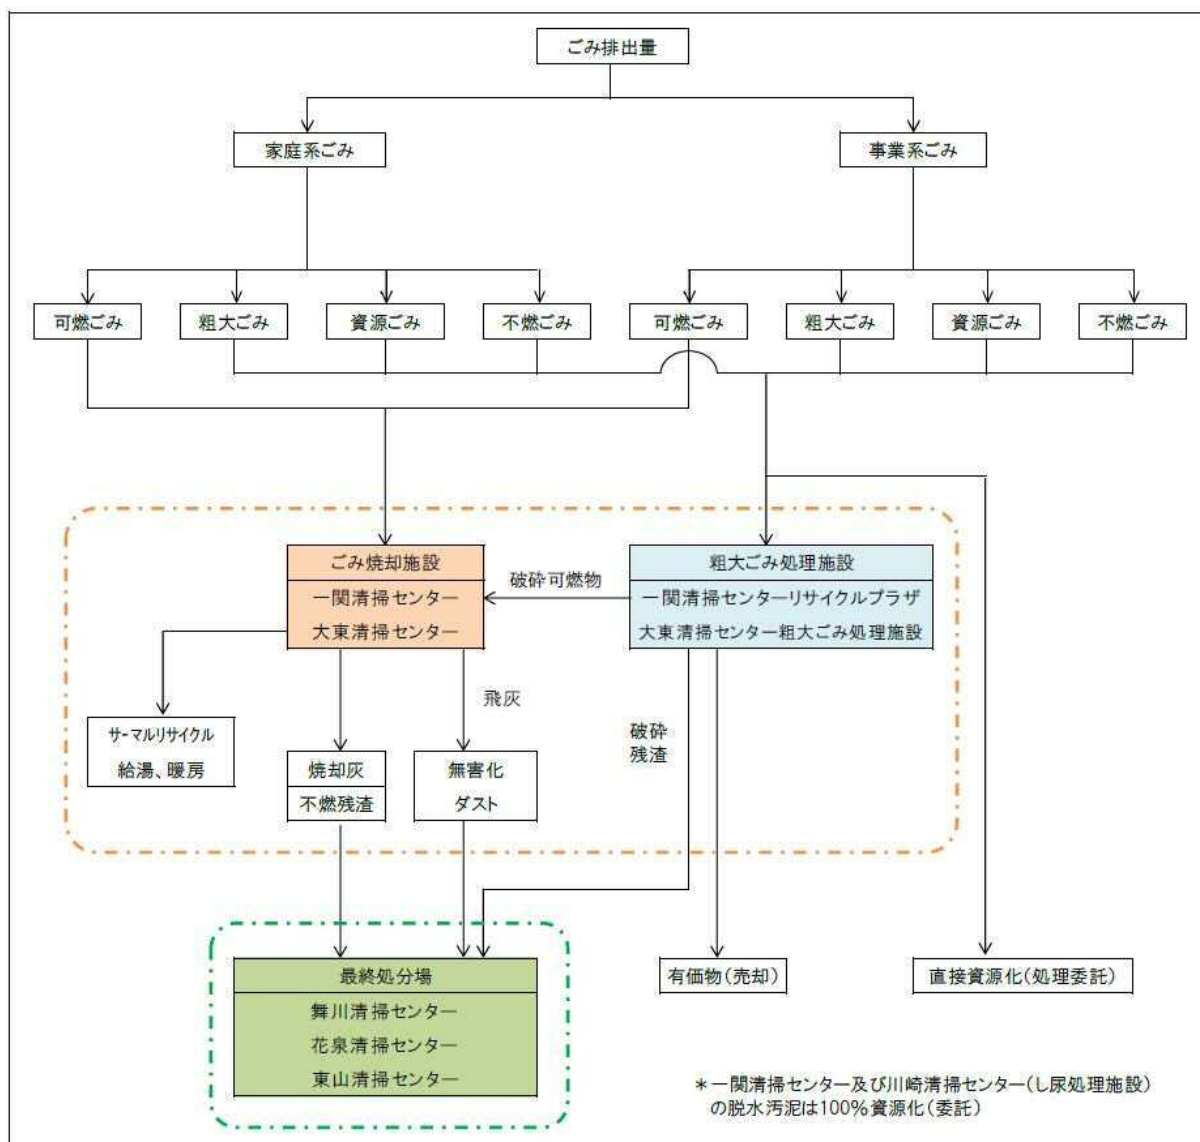 ごみ排出量
家庭系ごみ
事業系ごみ
可燃ごみ
粗大ごみ
資源ごみ
不燃ごみ
可燃ごみ
粗大ごみ
資源ごみ
不燃ごみ
ごみ焼却施設
一関清掃センター
大東清掃センター
破砕可燃物
粗大ごみ処理施設
一関清掃センターリサイクルプラザ
大東清掃センター粗大ごみ処理施設
サーマルリサイクル
給湯、暖房
焼却灰
不燃残渣
飛灰
無害化
ダスト
破砕
残渣
最終処分場
舞川清掃センター
花泉清掃センター
東山清掃センター
有価物(売却)
直接資源化(処理委託)
*一関清掃センター及び川崎清掃センター(し尿処理施設)
の脱水汚泥は100%資源化(委託)